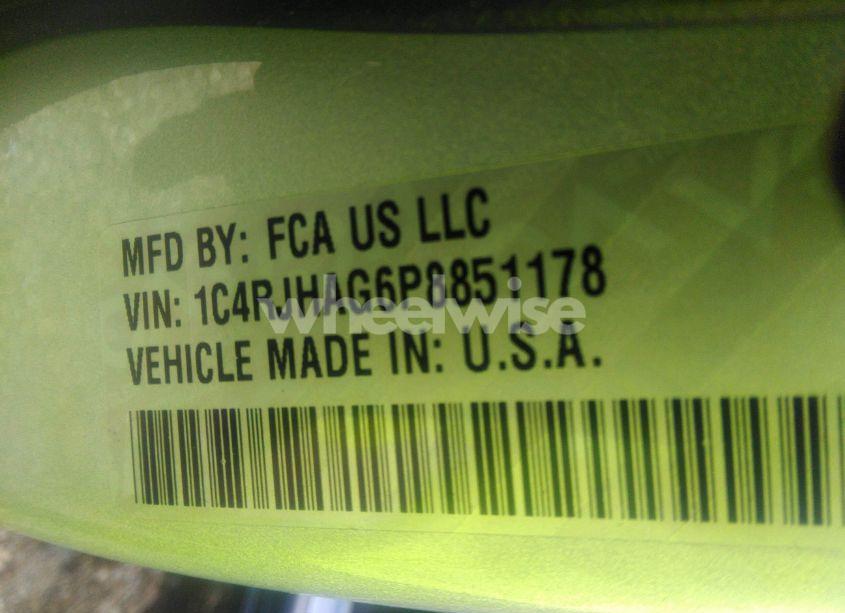 MFD BY: FCA US LLC
VIN: 1C4RJHAG6P8851178
wheelwise
VEHICLE MADE IN: U.S.A.